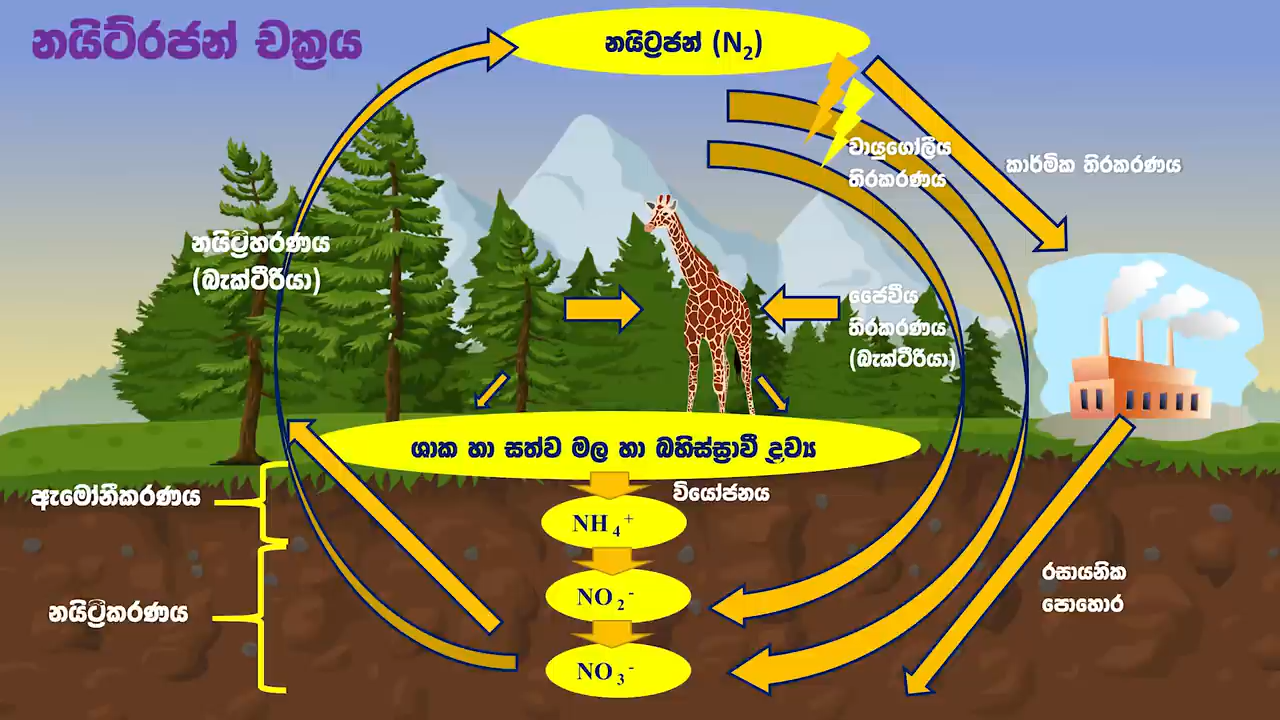 නයිට්රජන් චක්‍රය
නයිට්‍රජන් (N₂)
වායුගෝලීය
තිරකරණය
කාර්මික තිරකරණය
නයිට්‍රිහරණය
(බැක්ටීරියා)
ජෛවීය
තිරකරණය
(බැක්ටීරියා)
ශාක හා සත්ව මල හා බහිස්ස්‍රාවී ද්‍රව්‍ය
වියෝජනය
ඇමෝනීකරණය
NH₄⁺
නයිට්‍රිකරණය
NO₂⁻
රසායනික
පොහොර
NO₃⁻